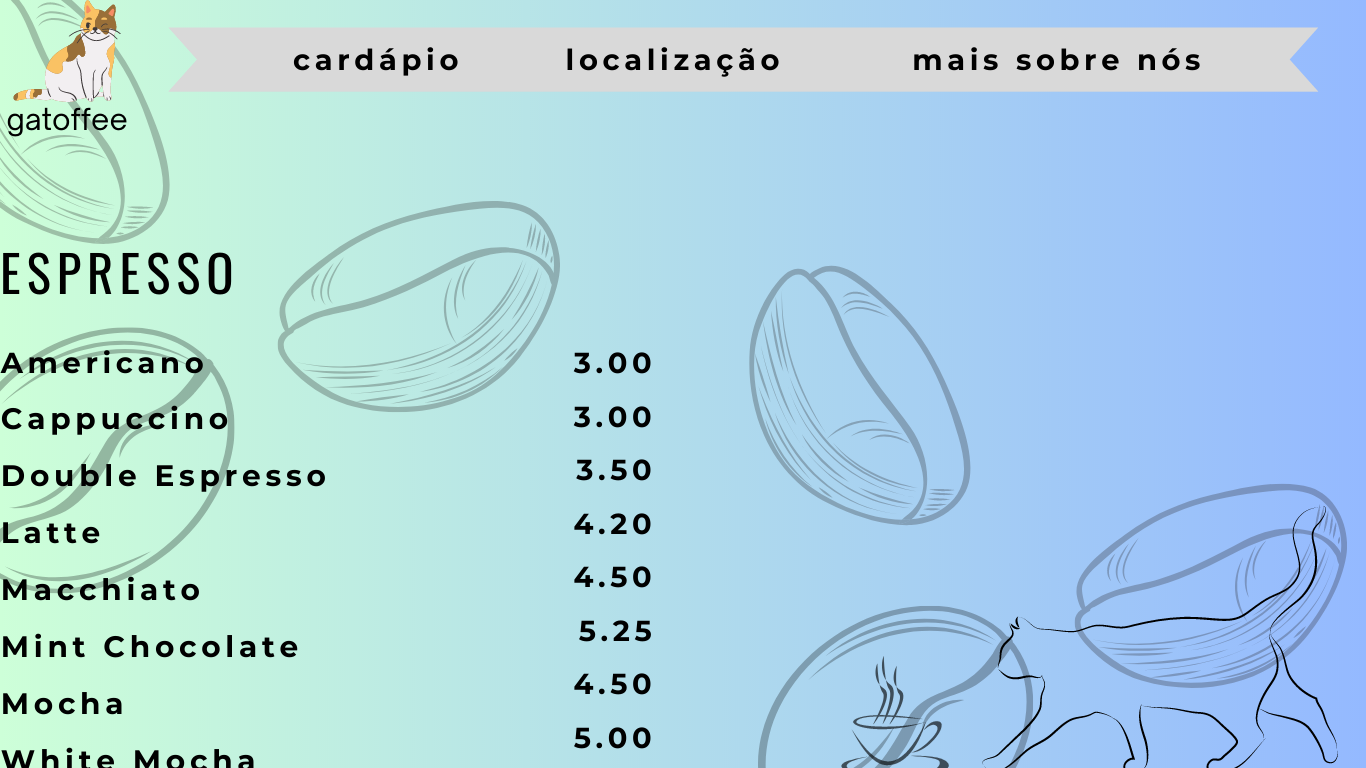 cardápio localização mais sobre nós
gatoffee
ESPRESSO
Americano 3.00
Cappuccino 3.00
Double Espresso 3.50
Latte 4.20
Macchiato 4.50
Mint Chocolate 5.25
Mocha 4.50
White Mocha 5.00